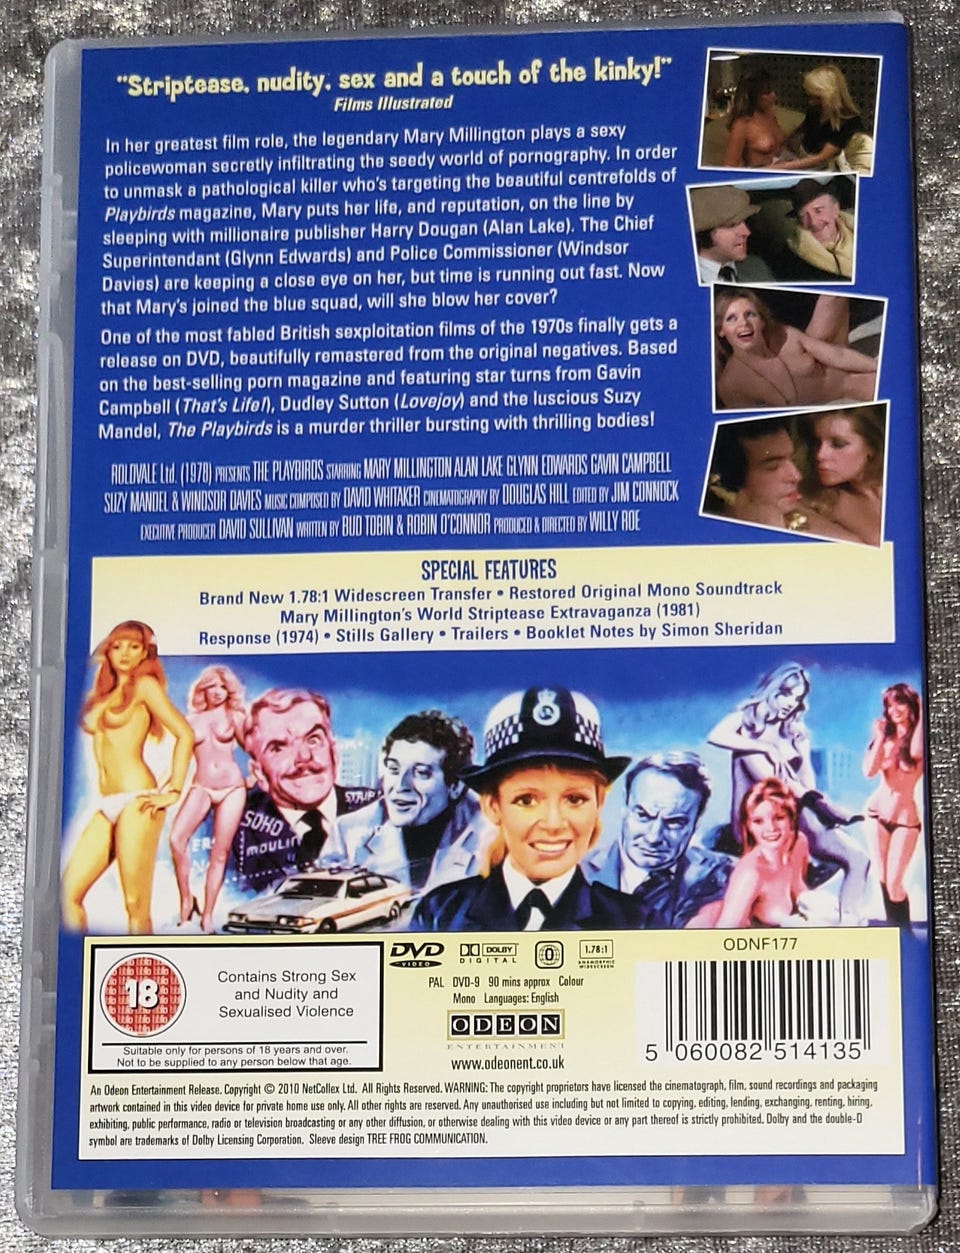 "Striptease, nudity, sex and a touch of the kinky!"
Films Illustrated
In her greatest film role, the legendary Mary Millington plays a sexy
policewoman secretly infiltrating the seedy world of pornography. In order
to unmask a pathological killer who's targeting the beautiful centrefolds of
Playbirds magazine, Mary puts her life, and reputation, on the line by
sleeping with millionaire publisher Harry Dougan (Alan Lake). The Chief
Superintendant (Glynn Edwards) and Police Commissioner (Windsor
Davies) are keeping a close eye on her, but time is running out fast. Now
that Mary's joined the blue squad, will she blow her cover?
One of the most fabled British sexploitation films of the 1970s finally gets a
release on DVD, beautifully remastered from the original negatives. Based
on the best-selling porn magazine and featuring star turns from Gavin
Campbell (That's Life!), Dudley Sutton (Lovejoy) and the luscious Suzy
Mandel, The Playbirds is a murder thriller bursting with thrilling bodies!
ROLDVALE Ltd. (1978) PRESENTS THE PLAYBIRDS STARRING MARY MILLINGTON ALAN LAKE GLYNN EDWARDS GAVIN CAMPBELL
SUZY MANDEL & WINDSOR DAVIES MUSIC COMPOSED BY DAVID WHITAKER CINEMATOGRAPHY BY DOUGLAS HILL EDITED BY JIM CONNOCK
EXECUTIVE PRODUCER DAVID SULLIVAN WRITTEN BY BUD TOBIN & ROBIN O'CONNOR PRODUCED & DIRECTED BY WILLY ROE
SPECIAL FEATURES
Brand New 1.78:1 Widescreen Transfer • Restored Original Mono Soundtrack
Mary Millington's World Striptease Extravaganza (1981)
Response (1974) • Stills Gallery • Trailers • Booklet Notes by Simon Sheridan
STRIP
SOHO
MOULIN
18
Contains Strong Sex
and Nudity and
Sexualised Violence
Suitable only for persons of 18 years and over.
Not to be supplied to any person below that age.
DVD VIDEO
DOLBY DIGITAL
0
1.78:1
ANAMORPHIC WIDESCREEN
PAL DVD-9 90 mins approx Colour
Mono Languages: English
ODEON
ENTERTAINMENT
www.odeonent.co.uk
ODNF177
5 060082 514135
An Odeon Entertainment Release. Copyright © 2010 NetCollex Ltd. All Rights Reserved. WARNING: The copyright proprietors have licensed the cinematograph, film, sound recordings and packaging
artwork contained in this video device for private home use only. All other rights are reserved. Any unauthorised use including but not limited to copying, editing, lending, exchanging, renting, hiring,
exhibiting, public performance, radio or television broadcasting or any other diffusion, or otherwise dealing with this video device or any part thereof is strictly prohibited. Dolby and the double-D
symbol are trademarks of Dolby Licensing Corporation. Sleeve design TREE FROG COMMUNICATION.